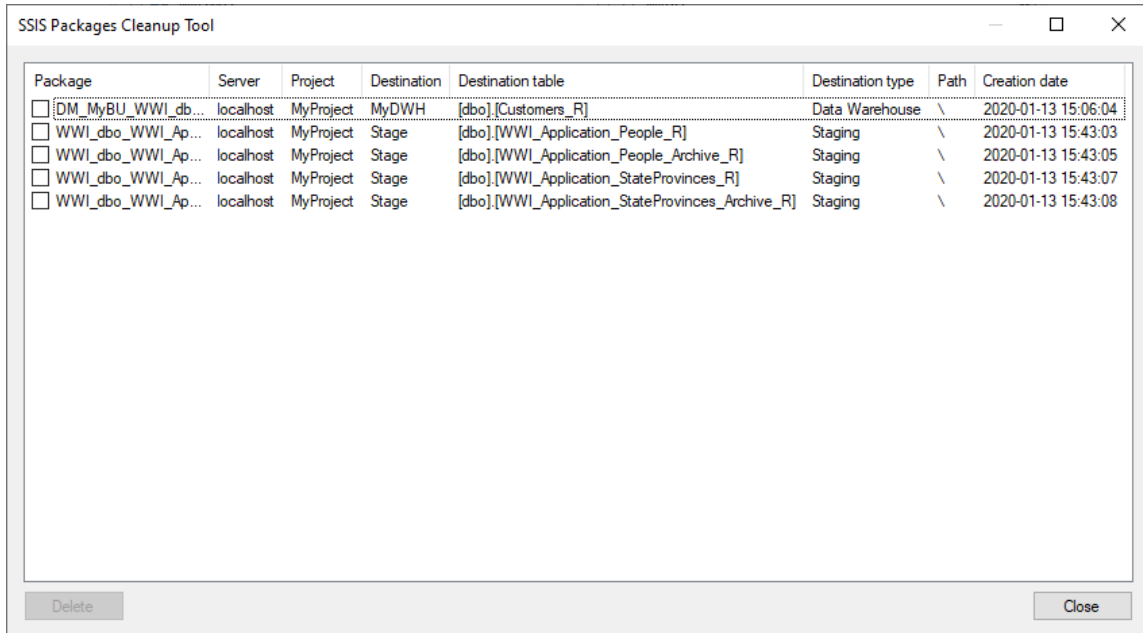 SSIS Packages Cleanup Tool
Package Server Project Destination Destination table Destination type Path Creation date
DM_MyBU_WWI_db... localhost MyProject MyDWH [dbo].[Customers_R] Data Warehouse \ 2020-01-13 15:06:04
WWI_dbo_WWI_Ap... localhost MyProject Stage [dbo].[WWI_Application_People_R] Staging \ 2020-01-13 15:43:03
WWI_dbo_WWI_Ap... localhost MyProject Stage [dbo].[WWI_Application_People_Archive_R] Staging \ 2020-01-13 15:43:05
WWI_dbo_WWI_Ap... localhost MyProject Stage [dbo].[WWI_Application_StateProvinces_R] Staging \ 2020-01-13 15:43:07
WWI_dbo_WWI_Ap... localhost MyProject Stage [dbo].[WWI_Application_StateProvinces_Archive_R] Staging \ 2020-01-13 15:43:08
Delete Close